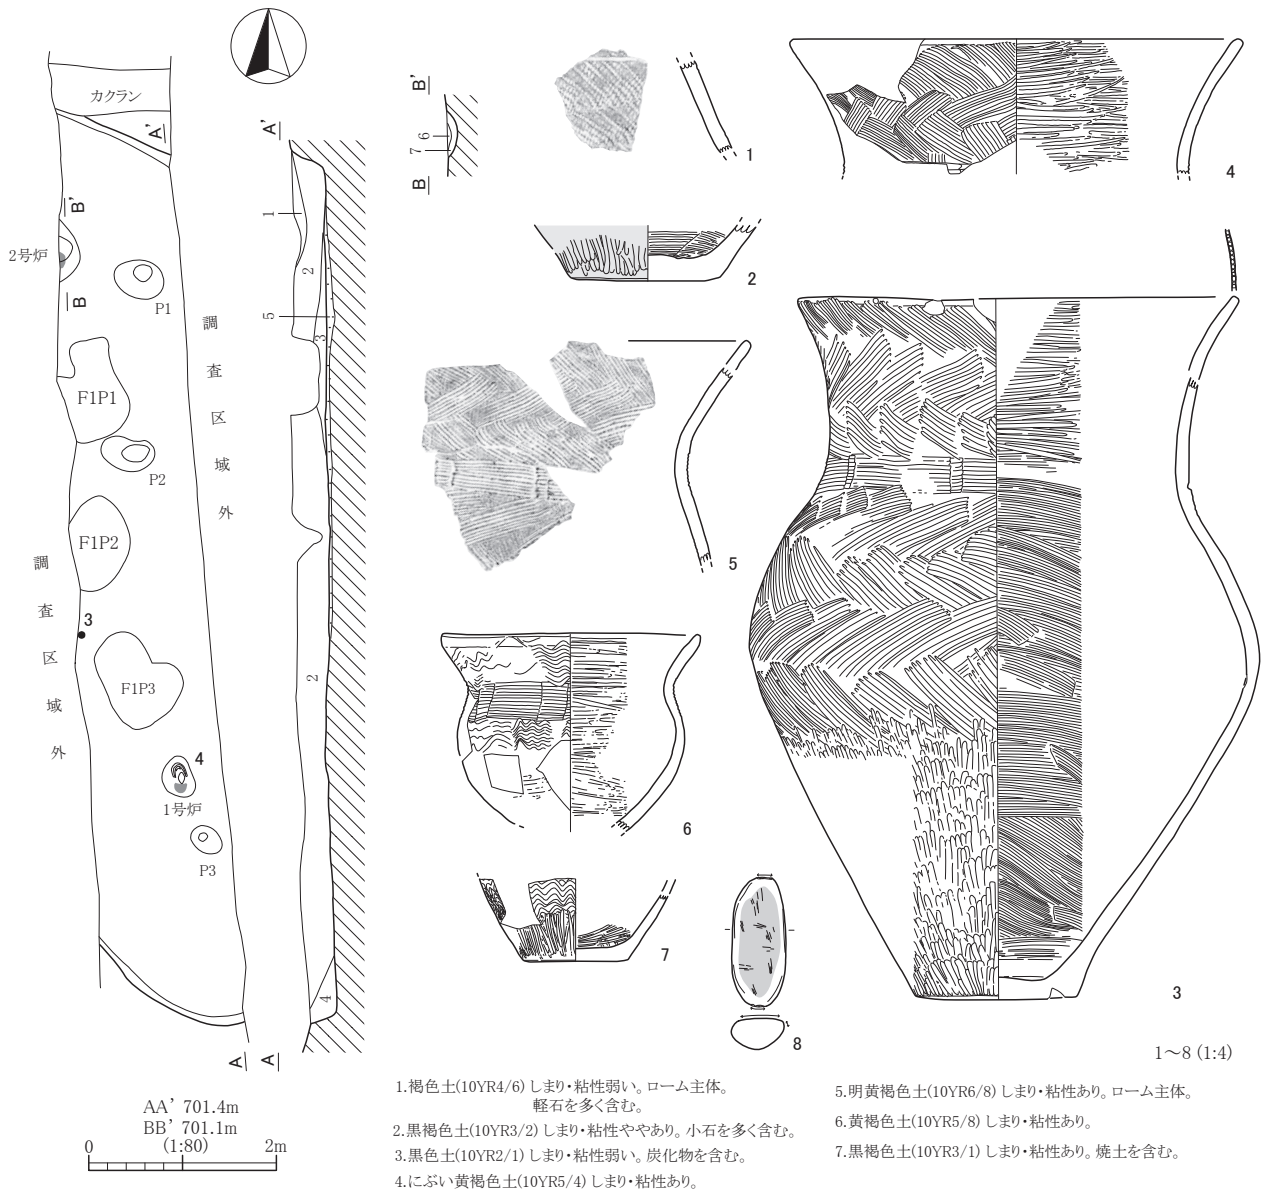 カクラン
A'
B'
2号炉
B
P1
F1P1
P2
F1P2
3
F1P3
4
1号炉
P3
調査区域外
調査区域外
A
A
A'
1
2
5
3
2
4
B'
6
7
B
1
2
3
4
5
6
7
8
1～8 (1:4)
AA’ 701.4m
BB’ 701.1m
0 (1:80) 2m
1.褐色土(10YR4/6) しまり・粘性弱い。ローム主体。
軽石を多く含む。
2.黒褐色土(10YR3/2) しまり・粘性ややあり。小石を多く含む。
3.黒色土(10YR2/1) しまり・粘性弱い。炭化物を含む。
4.にぶい黄褐色土(10YR5/4) しまり・粘性あり。
5.明黄褐色土(10YR6/8) しまり・粘性あり。ローム主体。
6.黄褐色土(10YR5/8) しまり・粘性あり。
7.黒褐色土(10YR3/1) しまり・粘性あり。焼土を含む。